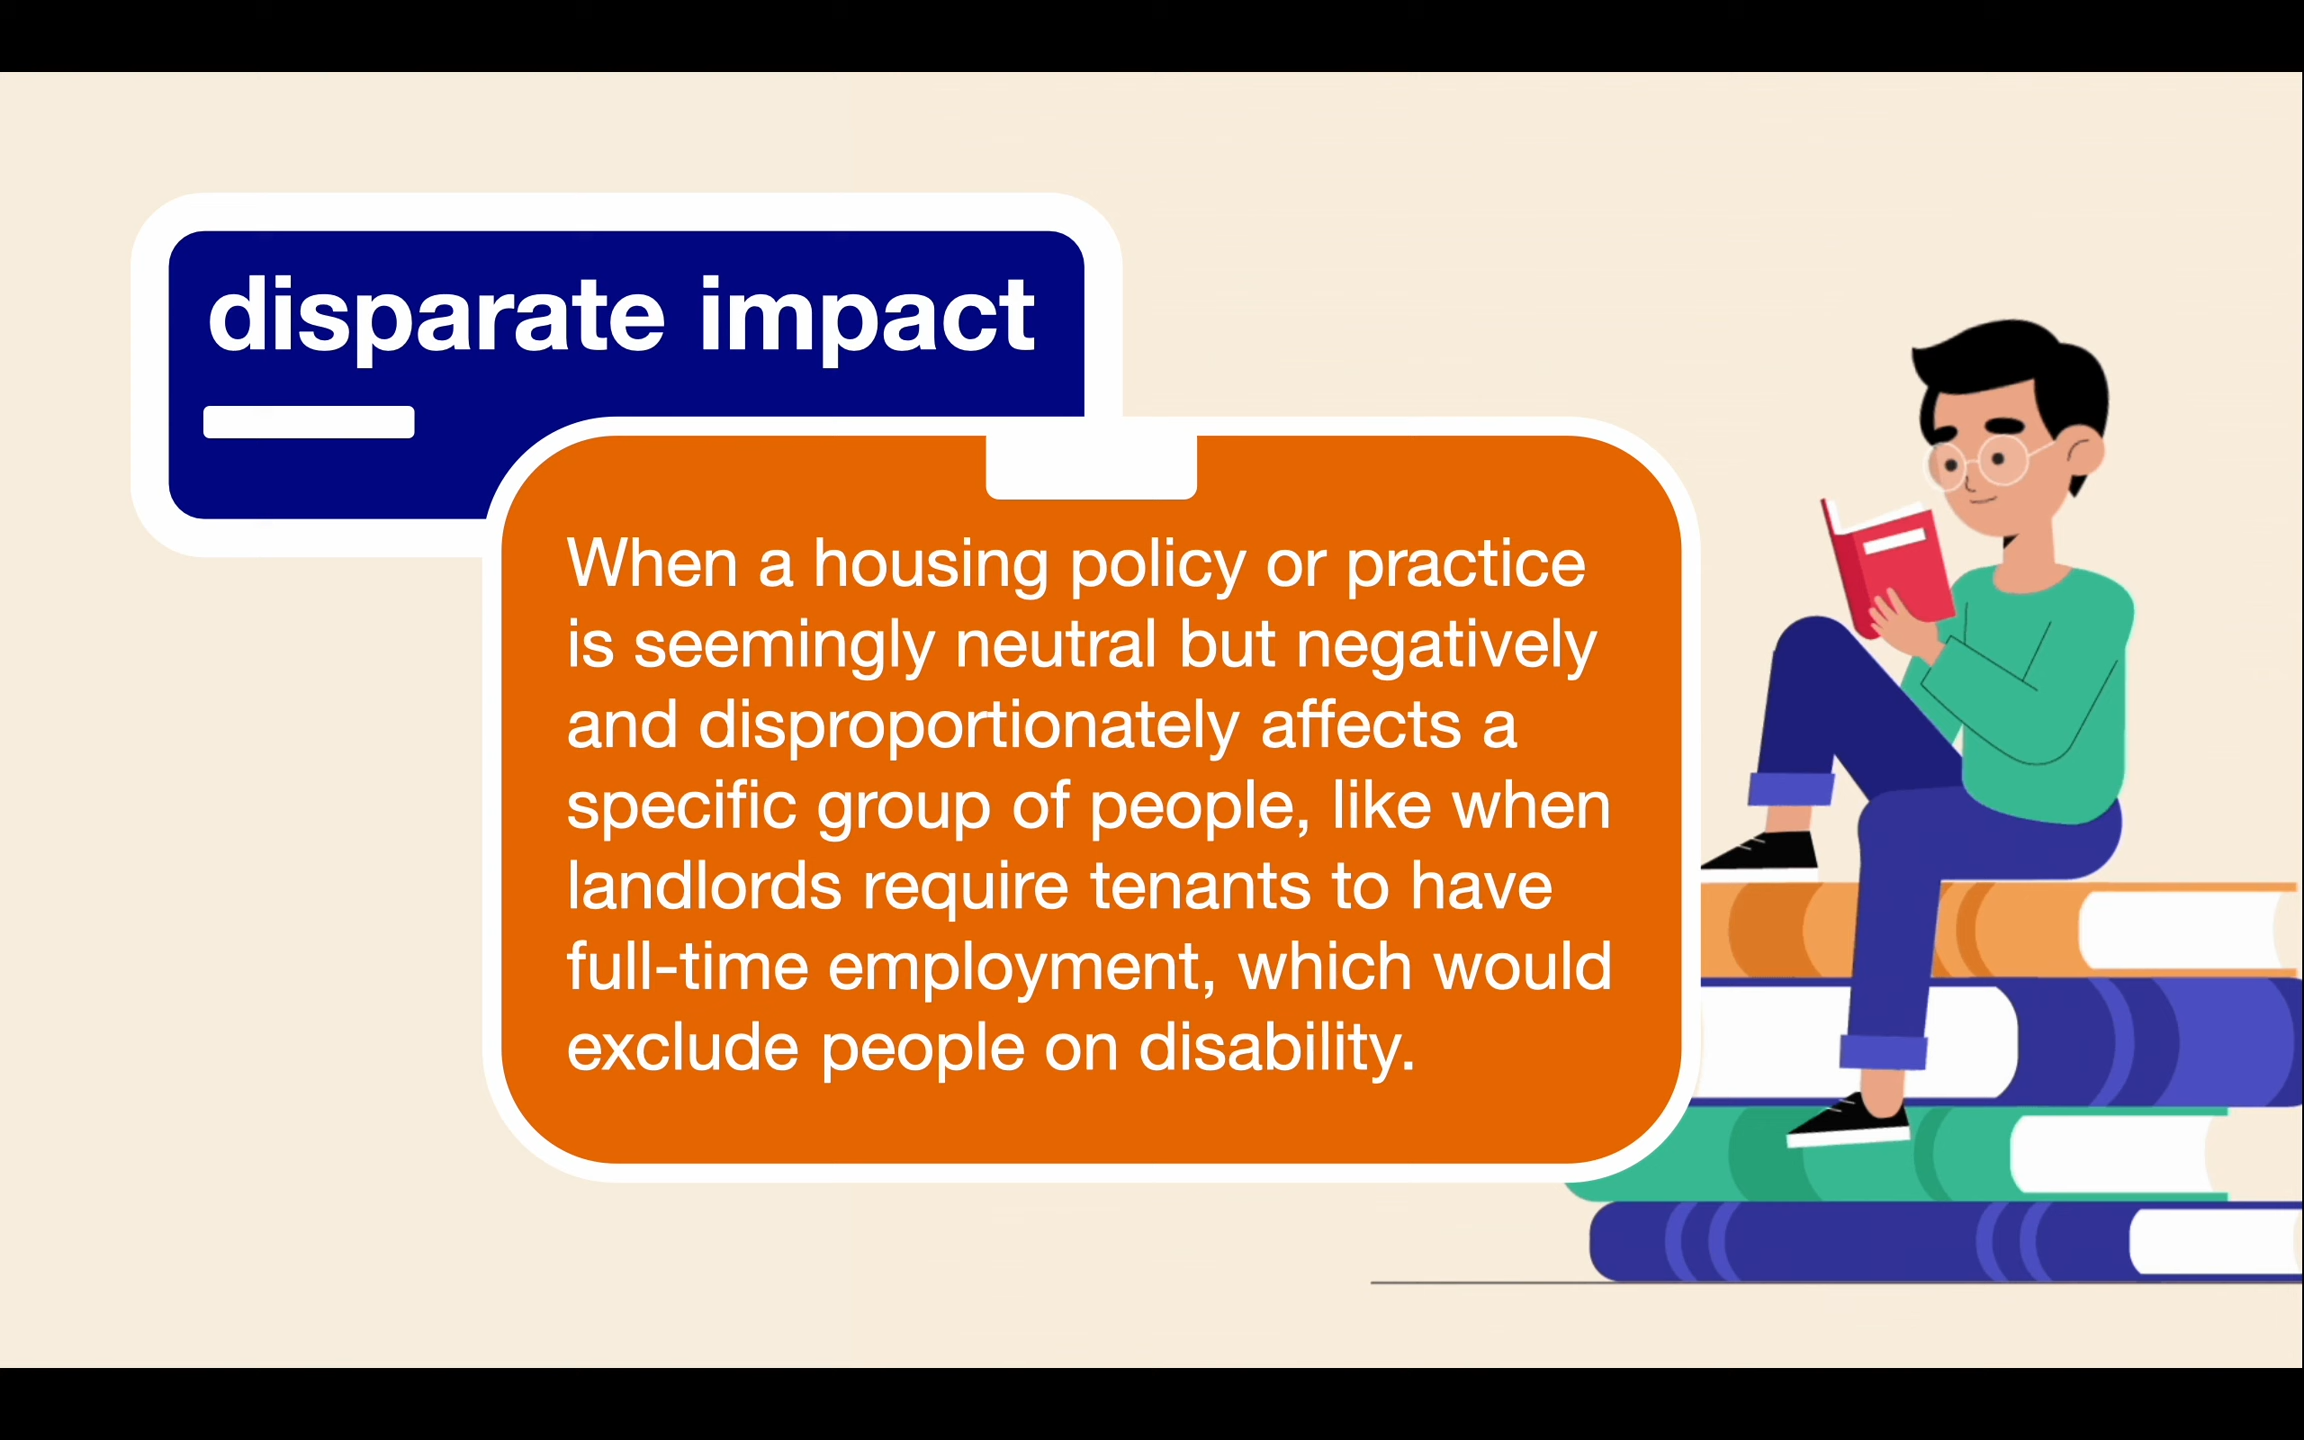 disparate impact
When a housing policy or practice
is seemingly neutral but negatively
and disproportionately affects a
specific group of people, like when
landlords require tenants to have
full-time employment, which would
exclude people on disability.